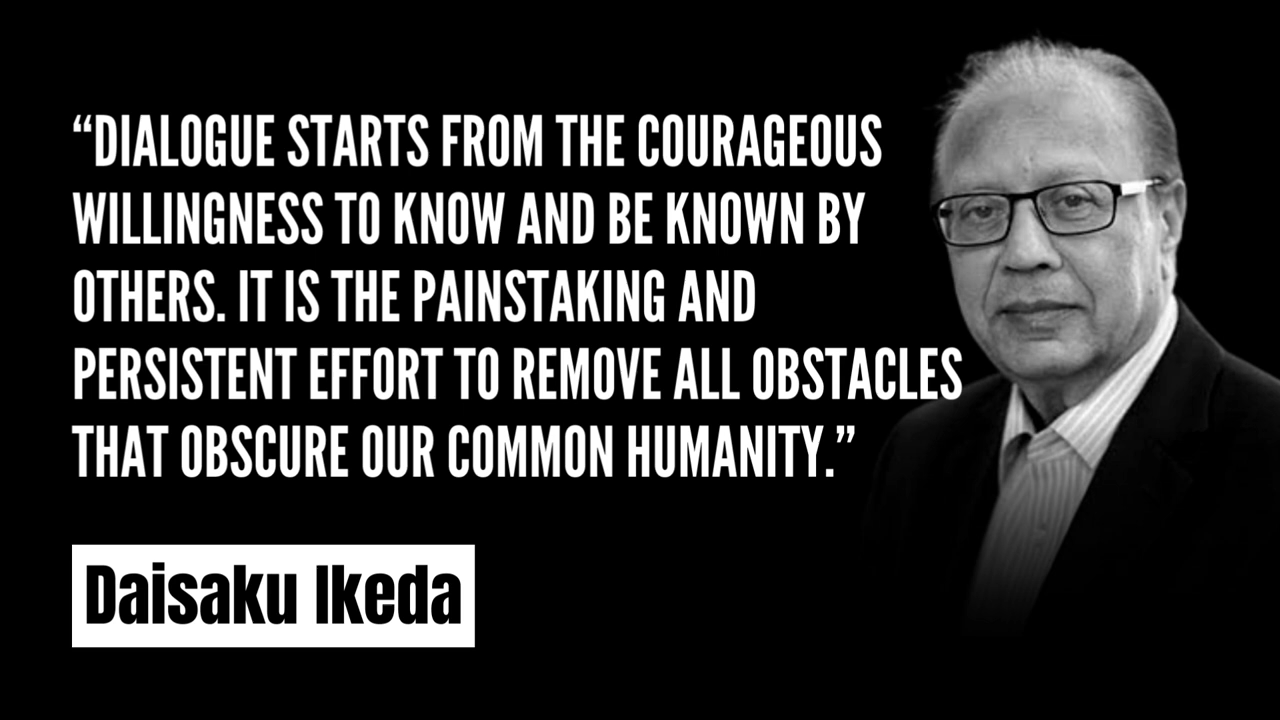 “DIALOGUE STARTS FROM THE COURAGEOUS
WILLINGNESS TO KNOW AND BE KNOWN BY
OTHERS. IT IS THE PAINSTAKING AND
PERSISTENT EFFORT TO REMOVE ALL OBSTACLES
THAT OBSCURE OUR COMMON HUMANITY.”
Daisaku Ikeda